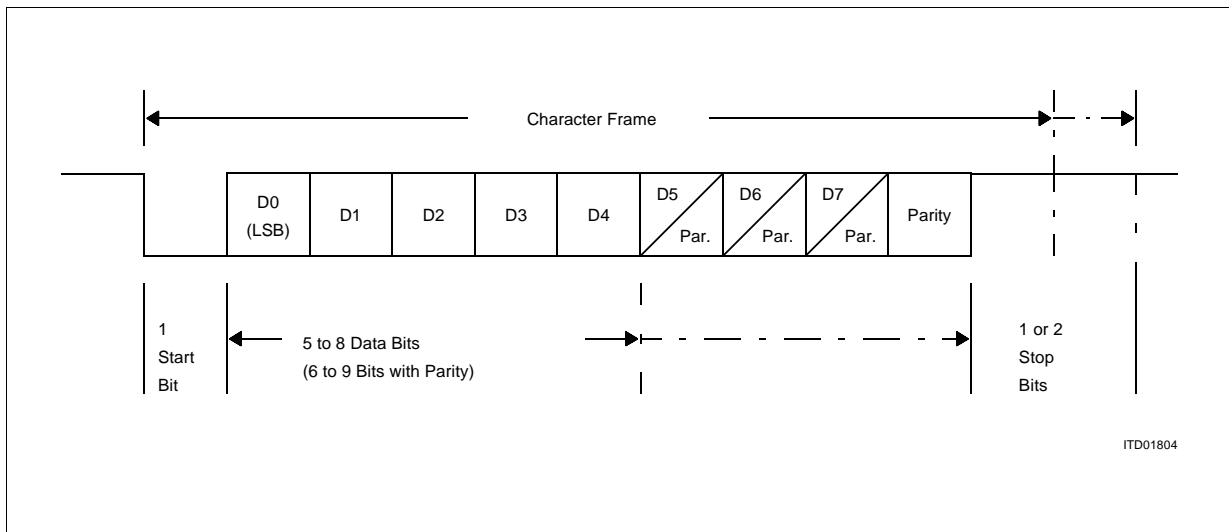 Character Frame
D0
(LSB)
D1
D2
D3
D4
D5
Par.
D6
Par.
D7
Par.
Parity
1
Start
Bit
5 to 8 Data Bits
(6 to 9 Bits with Parity)
1 or 2
Stop
Bits
ITD01804